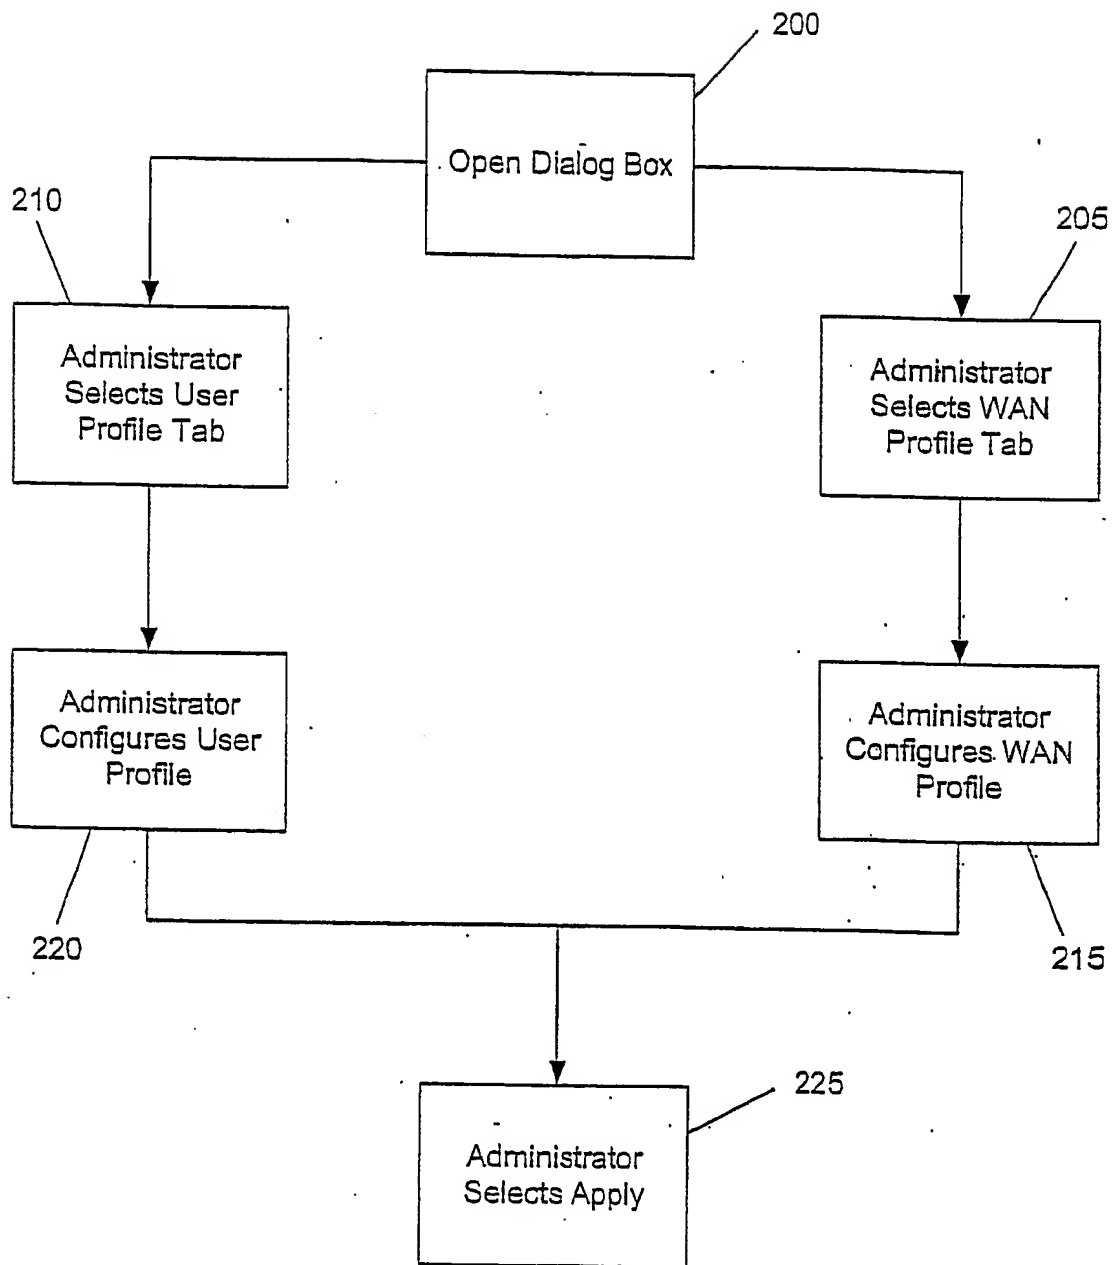 200
Open Dialog Box
210
205
Administrator
Selects User
Profile Tab
Administrator
Selects WAN
Profile Tab
Administrator
Configures User
Profile
Administrator
Configures WAN
Profile
220
215
225
Administrator
Selects Apply